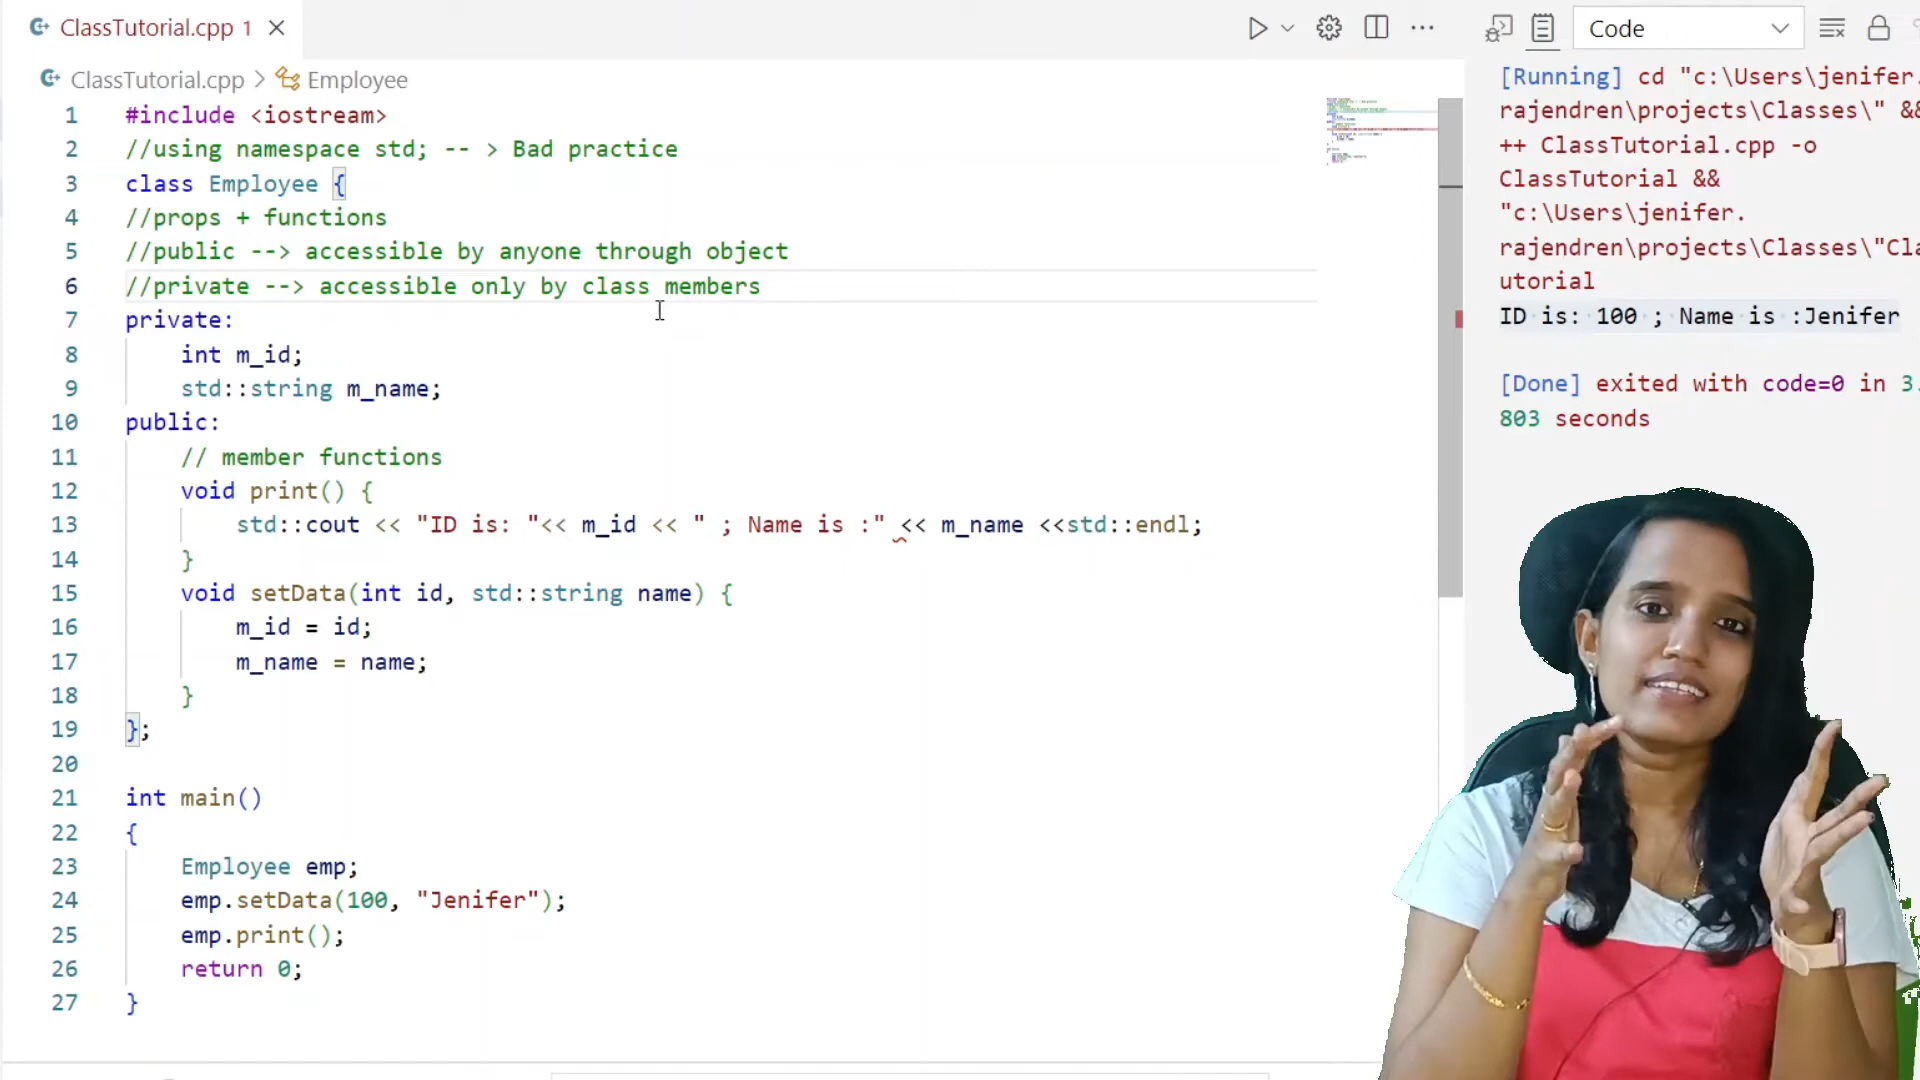 ClassTutorial.cpp 1
Code
ClassTutorial.cpp > Employee
1 #include <iostream>
2 //using namespace std; -- > Bad practice
3 class Employee {
4 //props + functions
5 //public --> accessible by anyone through object
6 //private --> accessible only by class members
7 private:
8 int m_id;
9 std::string m_name;
10 public:
11 // member functions
12 void print() {
13 std::cout << "ID is: "<< m_id << " ; Name is :" << m_name <<std::endl;
14 }
15 void setData(int id, std::string name) {
16 m_id = id;
17 m_name = name;
18 }
19 };
20
21 int main()
22 {
23 Employee emp;
24 emp.setData(100, "Jenifer");
25 emp.print();
26 return 0;
27 }
[Running] cd "c:\Users\jenifer.
rajendren\projects\Classes\" &&
++ ClassTutorial.cpp -o
ClassTutorial &&
"c:\Users\jenifer.
rajendren\projects\Classes\"Cla
utorial
ID is: 100 ; Name is :Jenifer
[Done] exited with code=0 in 3.
803 seconds